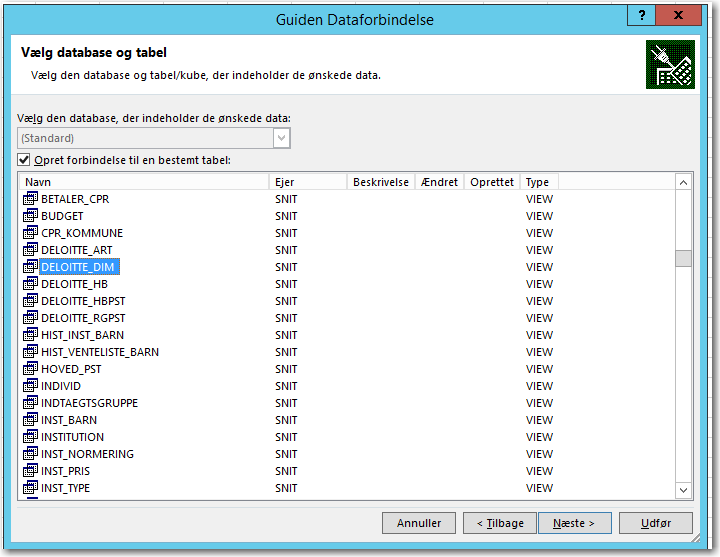 Guiden Dataforbindelse
?
x
Vælg database og tabel
Vælg den database og tabel/kube, der indeholder de ønskede data.
Vælg den database, der indeholder de ønskede data:
(Standard)
Opret forbindelse til en bestemt tabel:
Navn Ejer Beskrivelse Ændret Oprettet Type
BETALER_CPR SNIT VIEW
BUDGET SNIT VIEW
CPR_KOMMUNE SNIT VIEW
DELOITTE_ART SNIT VIEW
DELOITTE_DIM SNIT VIEW
DELOITTE_HB SNIT VIEW
DELOITTE_HBPST SNIT VIEW
DELOITTE_RGPST SNIT VIEW
HIST_INST_BARN SNIT VIEW
HIST_VENTELISTE_BARN SNIT VIEW
HOVED_PST SNIT VIEW
INDIVID SNIT VIEW
INDTAEGTSGRUPPE SNIT VIEW
INST_BARN SNIT VIEW
INSTITUTION SNIT VIEW
INST_NORMERING SNIT VIEW
INST_PRIS SNIT VIEW
INST_TYPE SNIT VIEW
Annuller < Tilbage Næste > Udfør